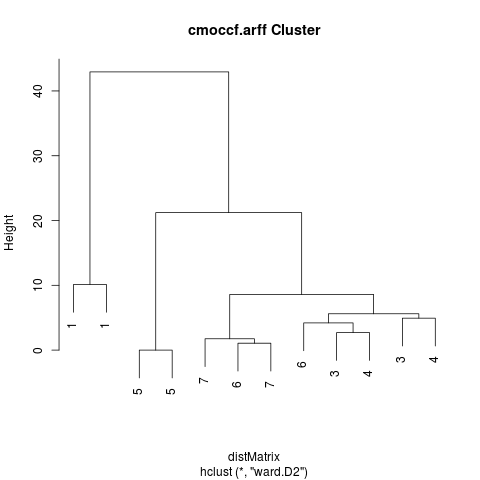 cmoccf.arff Cluster
Height
40
30
20
10
0
1 1
5 5 7 6 7 6 3 4 3 4
distMatrix
hclust (*, "ward.D2")